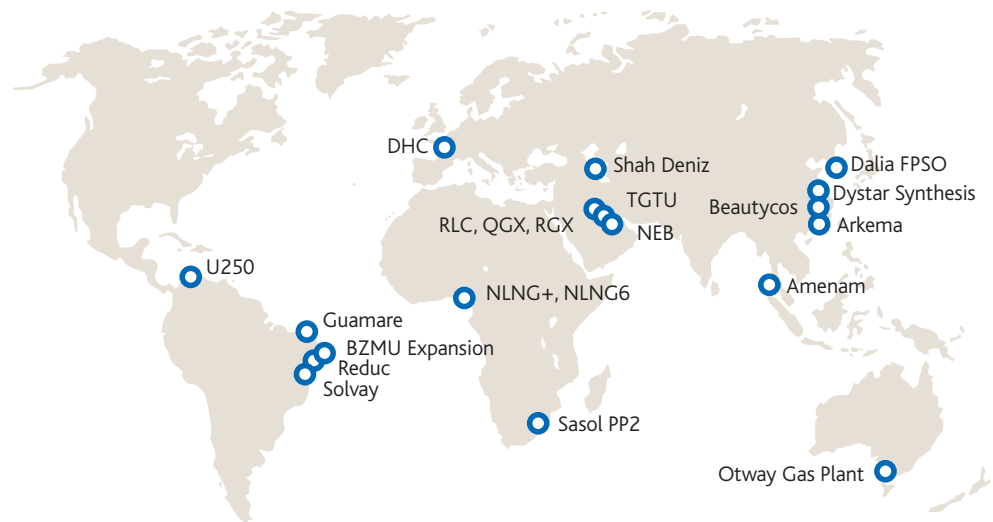 DHC
Shah Deniz
Dalia FPSO
Dystar Synthesis
Beautycos
Arkema
TGTU
RLC, QGX, RGX
NEB
U250
NLNG+, NLNG6
Amenam
Guamare
BZMU Expansion
Reduc
Solvay
Sasol PP2
Otway Gas Plant